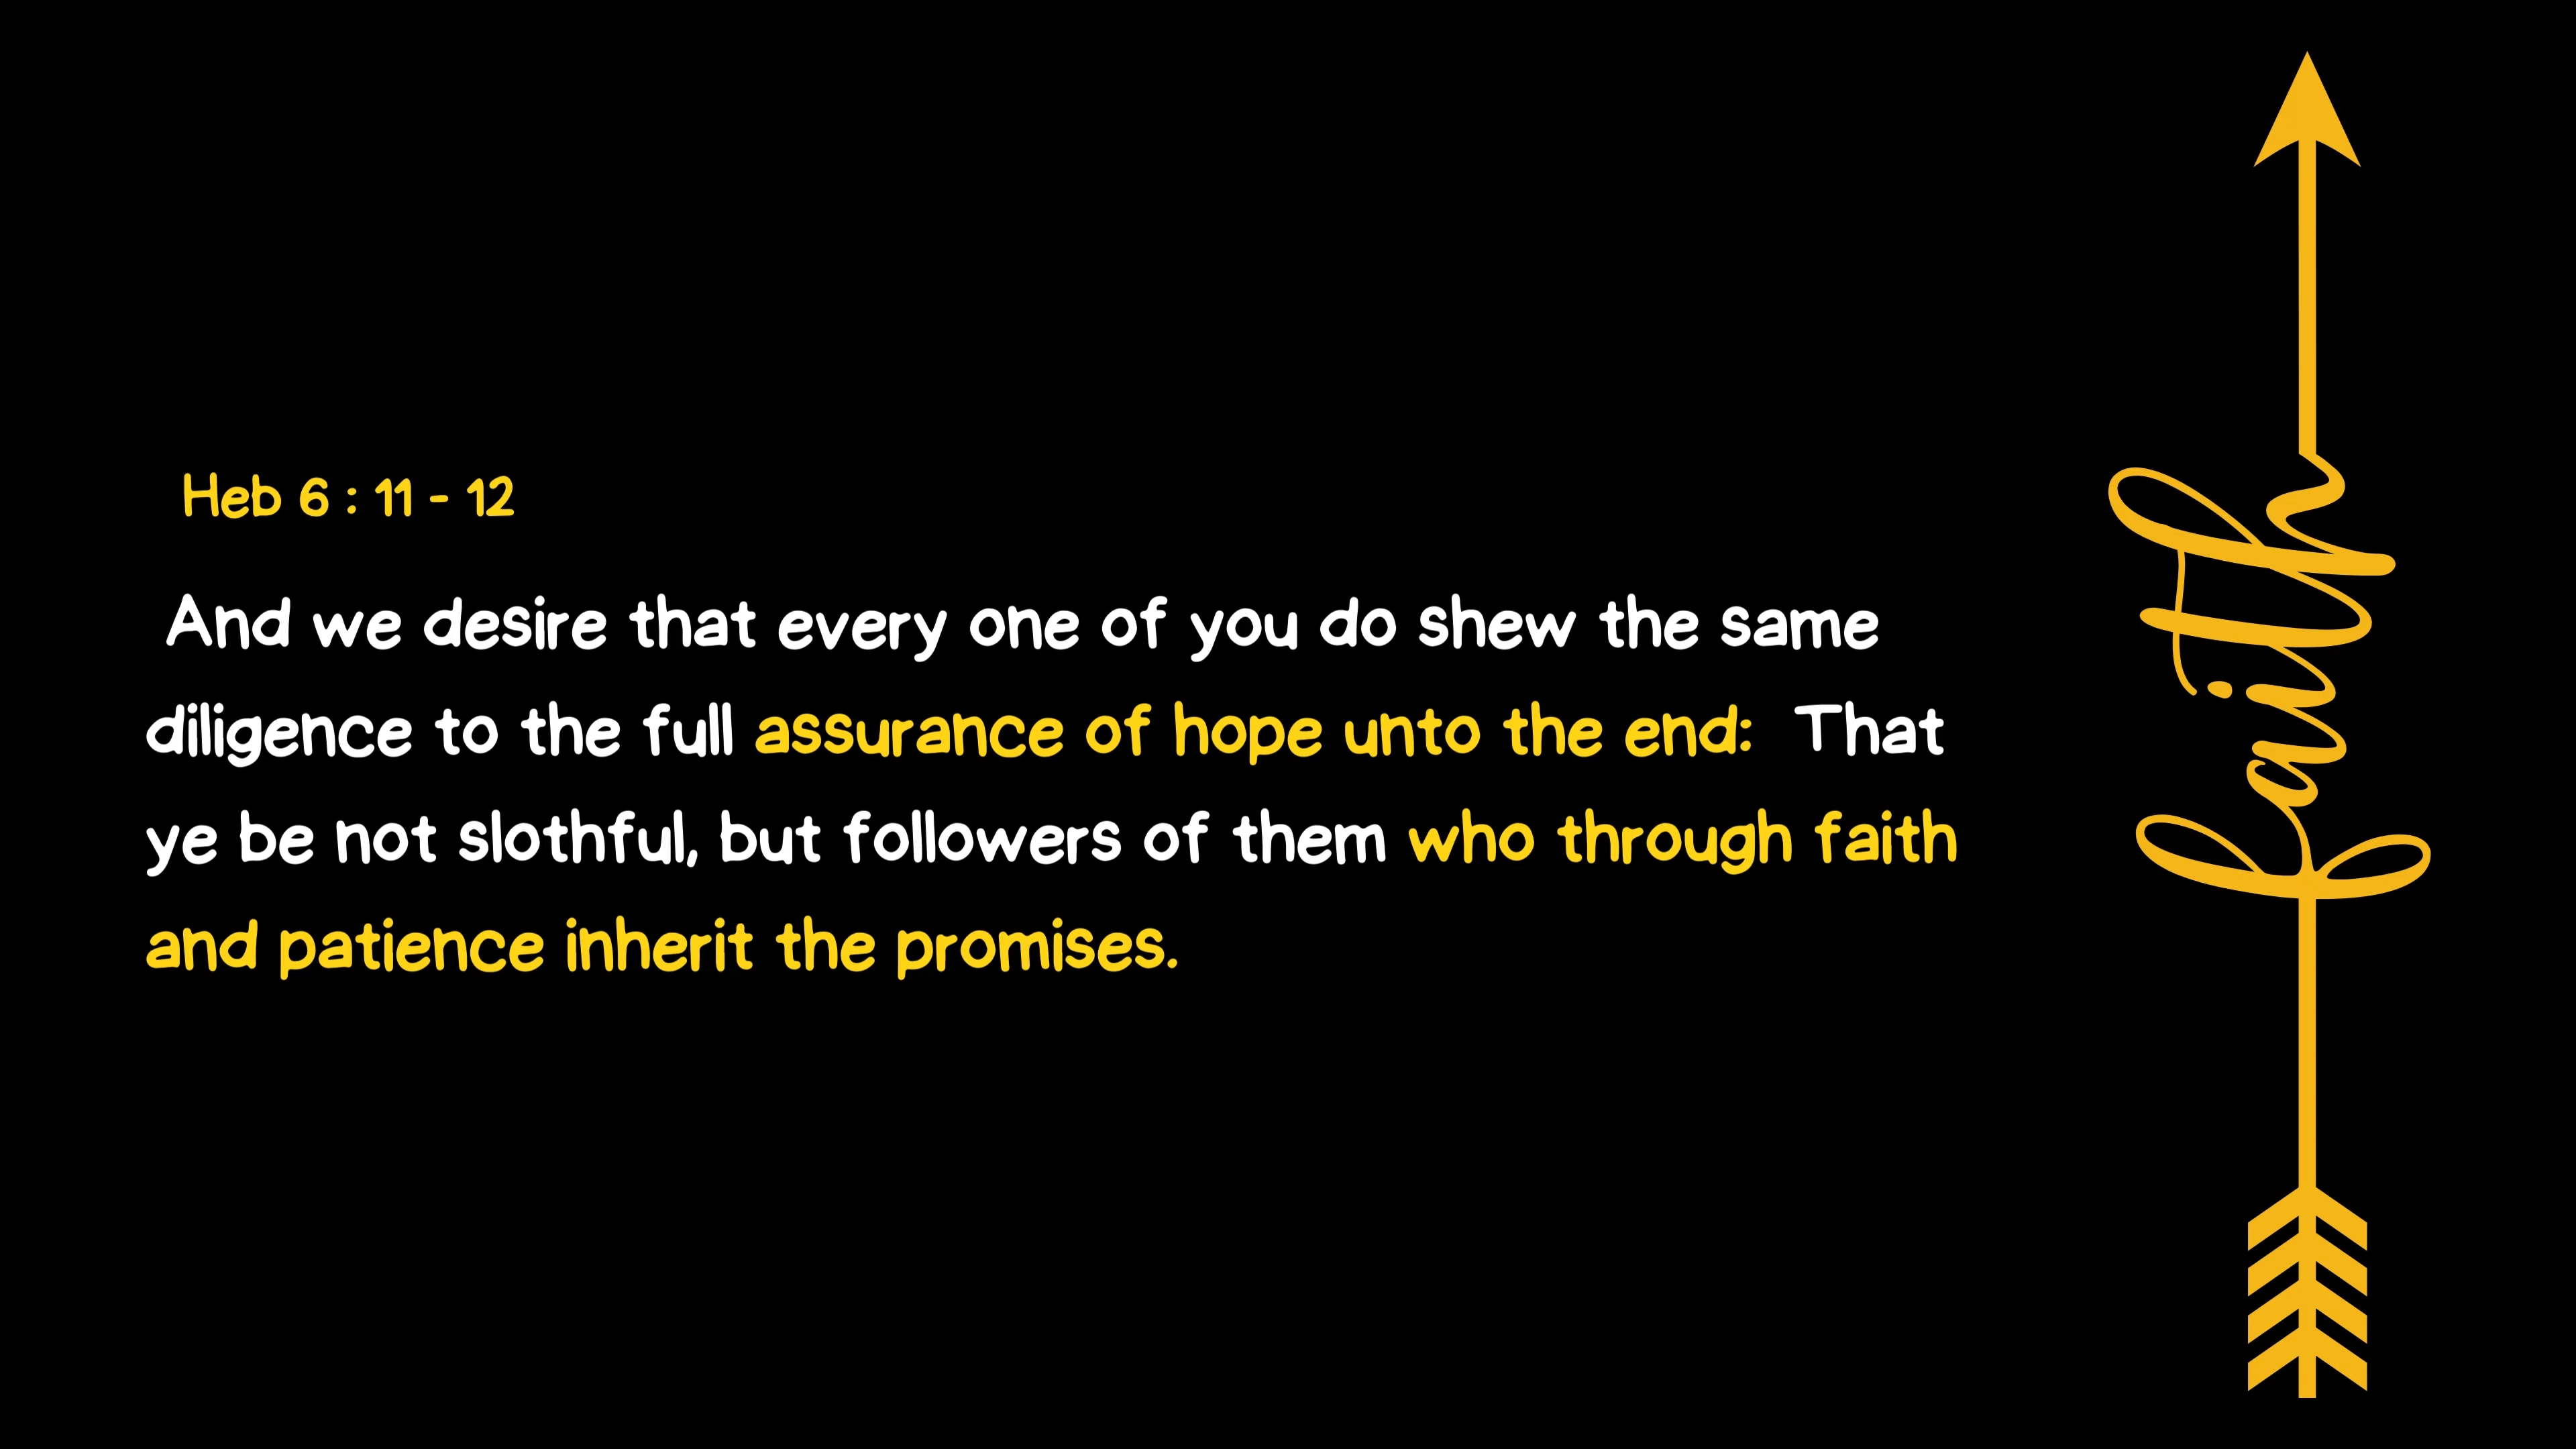 Heb 6 : 11 - 12
And we desire that every one of you do shew the same
diligence to the full assurance of hope unto the end: That
ye be not slothful, but followers of them who through faith
and patience inherit the promises.
faith